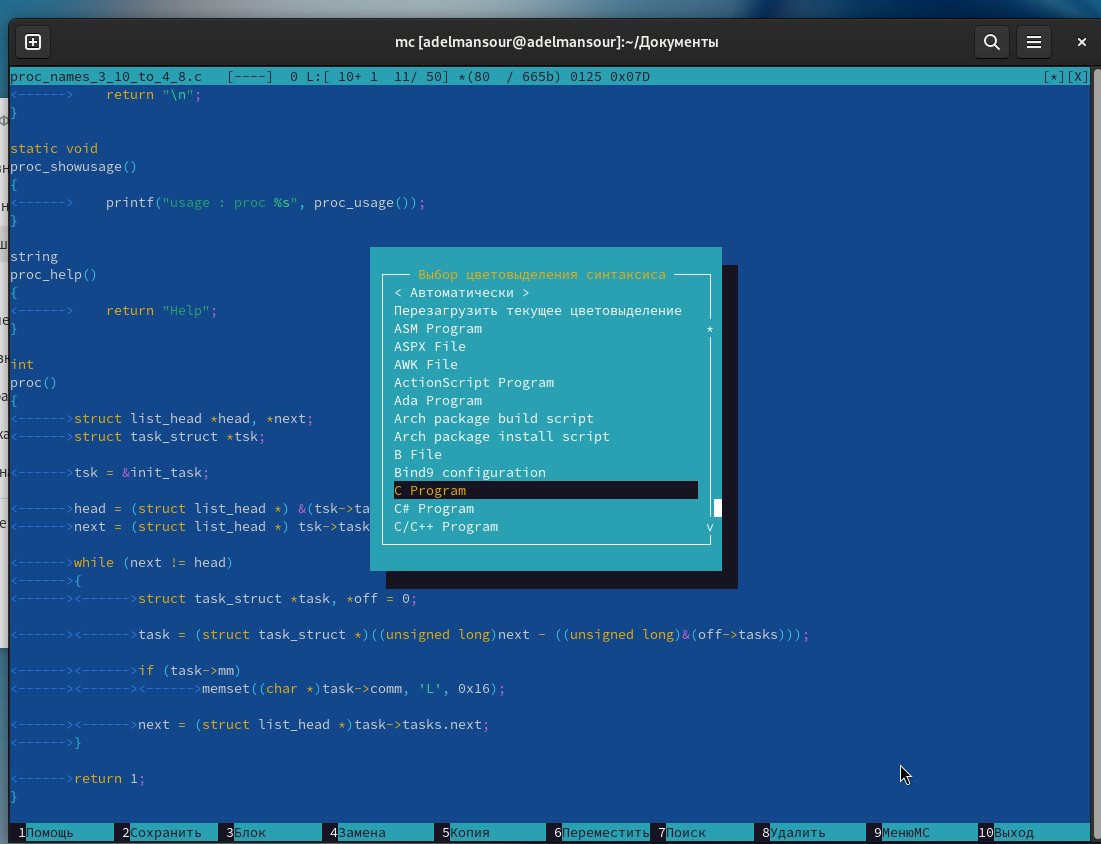 mc [adelmansour@adelmansour]:~/Документы
proc_names_3_10_to_4_8.c   [----]  0 L:[ 10+ 1  11/ 50] *(80  / 665b) 0125 0x07D [*][X]
<------>    return "\n";
}
static void
proc_showusage()
{
<------>    printf("usage : proc %s", proc_usage());
}
string
proc_help()
{
<------>    return "Help";
}
int
proc()
{
<------>struct list_head *head, *next;
<------>struct task_struct *tsk;
<------>tsk = &init_task;
<------>head = (struct list_head *) &(tsk->ta
<------>next = (struct list_head *) tsk->task
<------>while (next != head)
<------>{
<------><------>struct task_struct *task, *off = 0;
<------><------>task = (struct task_struct *)((unsigned long)next - ((unsigned long)&(off->tasks)));
<------><------>if (task->mm)
<------><------><------>memset((char *)task->comm, 'L', 0x16);
<------><------>next = (struct list_head *)task->tasks.next;
<------>}
<------>return 1;
}
Выбор цветовыделения синтаксиса
< Автоматически >
Перезагрузить текущее цветовыделение
ASM Program
ASPX File
AWK File
ActionScript Program
Ada Program
Arch package build script
Arch package install script
B File
Bind9 configuration
C Program
C# Program
C/C++ Program
1Помощь 2Сохранить 3Блок 4Замена 5Копия 6Переместить 7Поиск 8Удалить 9МенюМС 10Выход